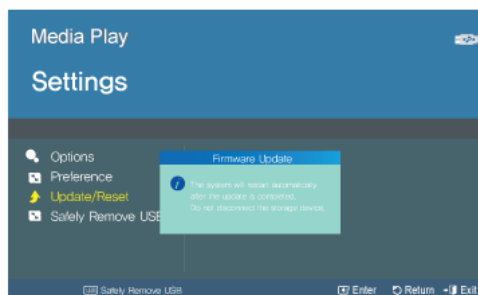 Media Play
Settings
Options
Preference
Update/Reset
Safely Remove USB
Firmware Update
The system will restart automatically
after the update is completed.
Do not disconnect the storage device.
Safely Remove USB
Enter Return Exit